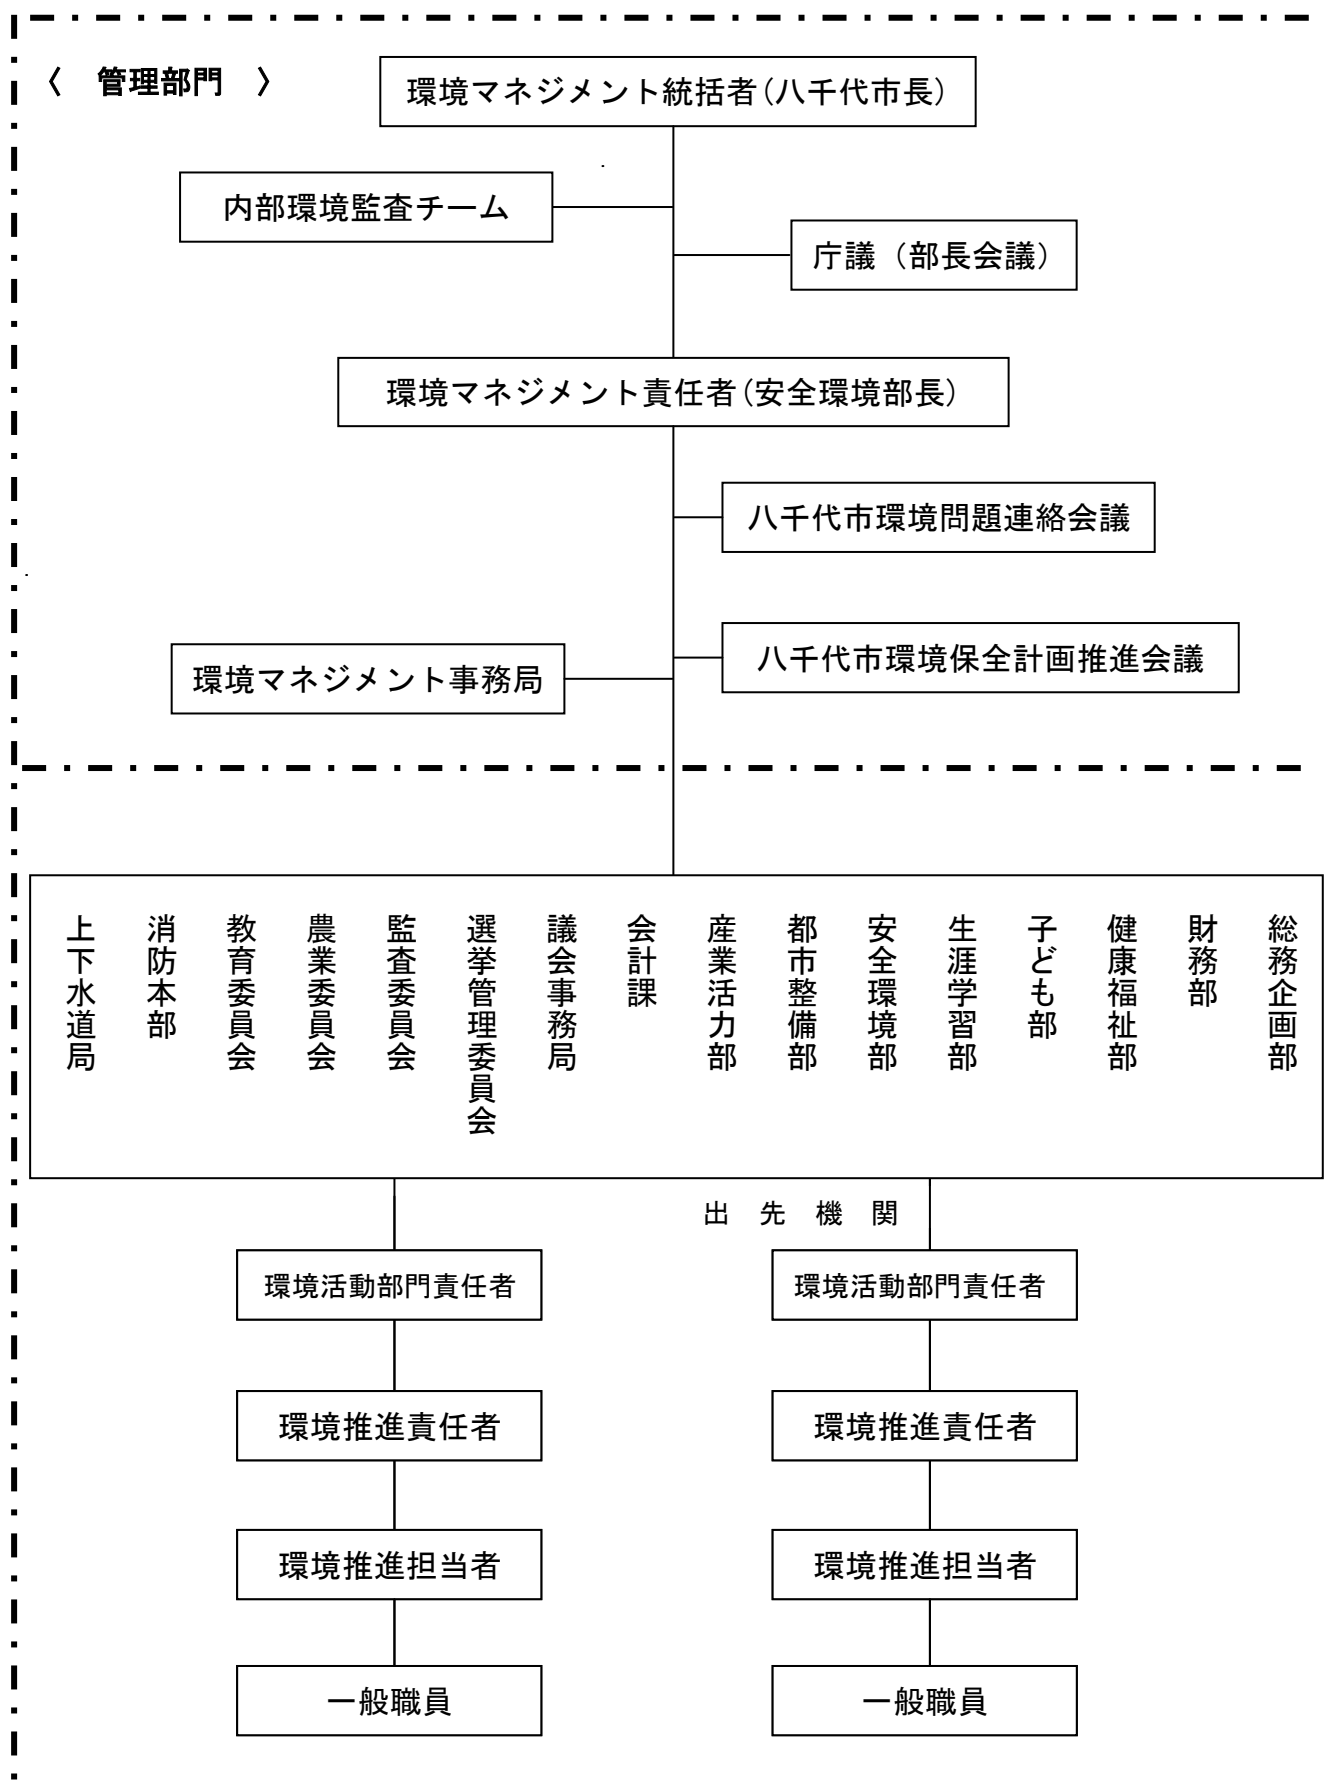 〈　管理部門　〉
環境マネジメント統括者(八千代市長)
内部環境監査チーム
庁議（部長会議）
環境マネジメント責任者(安全環境部長)
八千代市環境問題連絡会議
八千代市環境保全計画推進会議
環境マネジメント事務局
総務企画部
財務部
健康福祉部
子ども部
生涯学習部
安全環境部
都市整備部
産業活力部
会計課
議会事務局
選挙管理委員会
監査委員会
農業委員会
教育委員会
消防本部
上下水道局
出　先　機　関
環境活動部門責任者
環境活動部門責任者
環境推進責任者
環境推進責任者
環境推進担当者
環境推進担当者
一般職員
一般職員